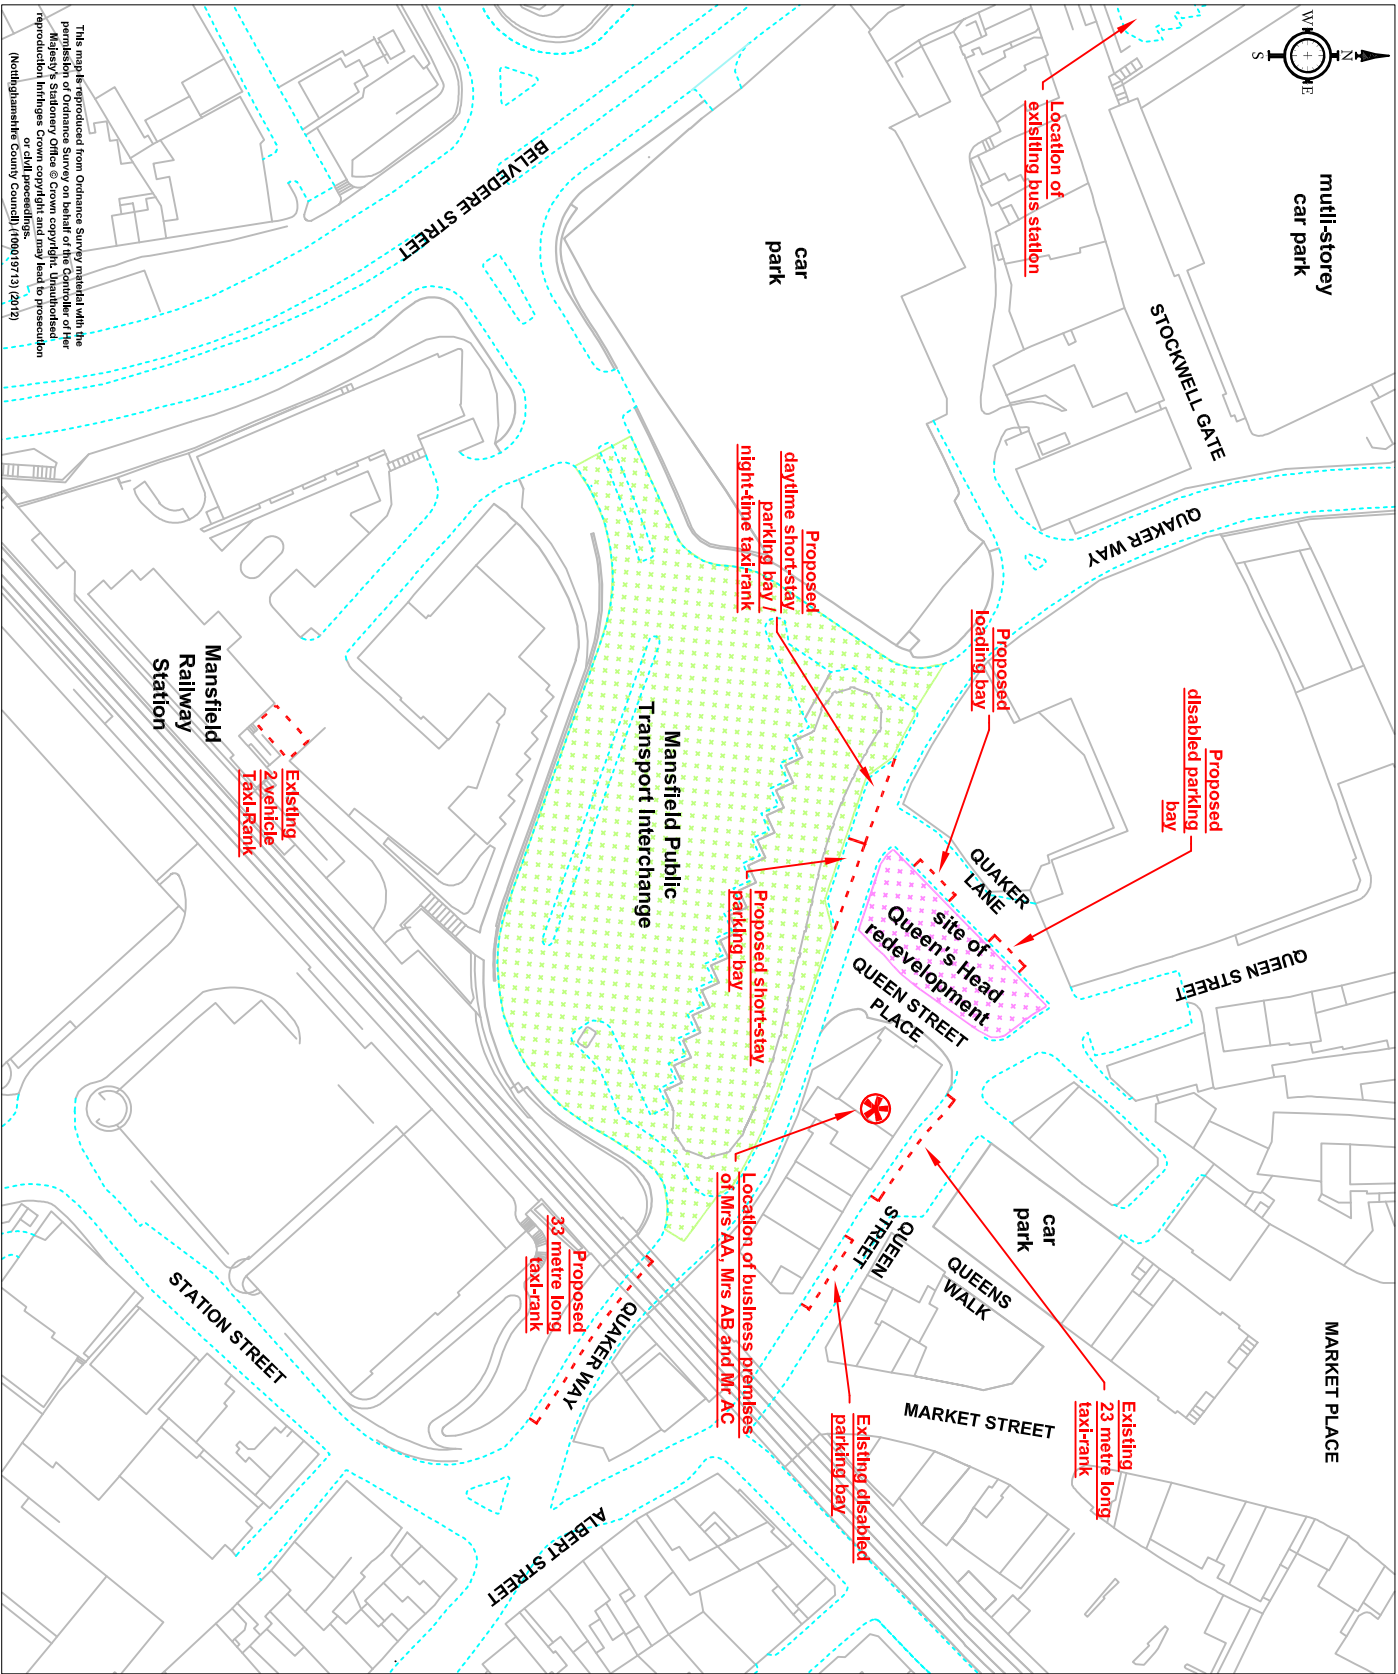 W
N
E
S
mutli-storey
car park
STOCKWELL GATE
QUAKER WAY
Location of
exisiting bus station
car
park
BELVEDERE STREET
Proposed
daytime short-stay
parking bay /
night-time taxi-rank
Proposed
loading bay
Proposed
disabled parking
bay
QUEEN STREET
QUAKER
LANE
site of
Queen's Head
redevelopment
QUEEN STREET
PLACE
Mansfield Public
Transport Interchange
Proposed short-stay
parking bay
Mansfield
Railway
Station
Existing
2 vehicle
Taxi-Rank
Location of business premises
of Mrs AA, Mrs AB and Mr AC
car
park
QUEENS
WALK
QUEEN
STREET
MARKET PLACE
MARKET STREET
Existing
23 metre long
taxi-rank
Existing disabled
parking bay
Proposed
33 metre long
taxi-rank
QUAKER WAY
STATION STREET
ALBERT STREET
This map is reproduced from Ordnance Survey material with the
permission of Ordnance Survey on behalf of the Controller of Her
Majesty's Stationery Office © Crown copyright. Unauthorised
reproduction infringes Crown copyright and may lead to prosecution
or civil proceedings.
(Nottinghamshire County Council) (100019713) (2012)